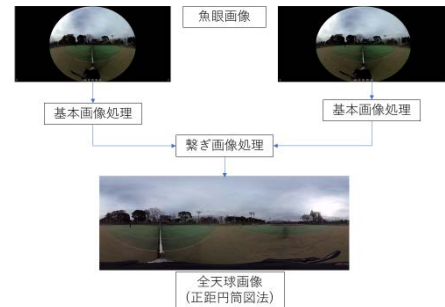 魚眼画像
基本画像処理
基本画像処理
繋ぎ画像処理
全天球画像
(正距円筒図法)